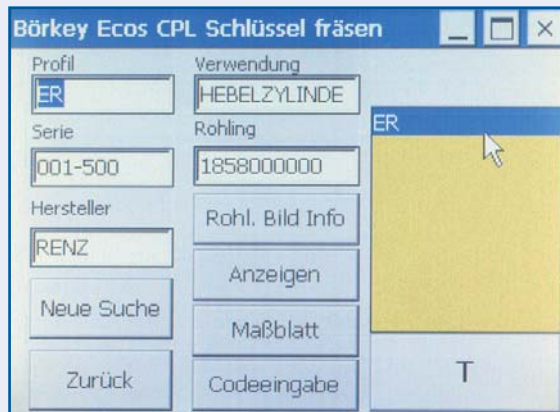 Börkey Ecos CPL Schlüssel fräsen
Profil
ER
Serie
001-500
Hersteller
RENZ
Neue Suche
Zurück
Verwendung
HEBELZYLINDE
Rohling
1858000000
Rohl. Bild Info
Anzeigen
Maßblatt
Codeeingabe
ER
T